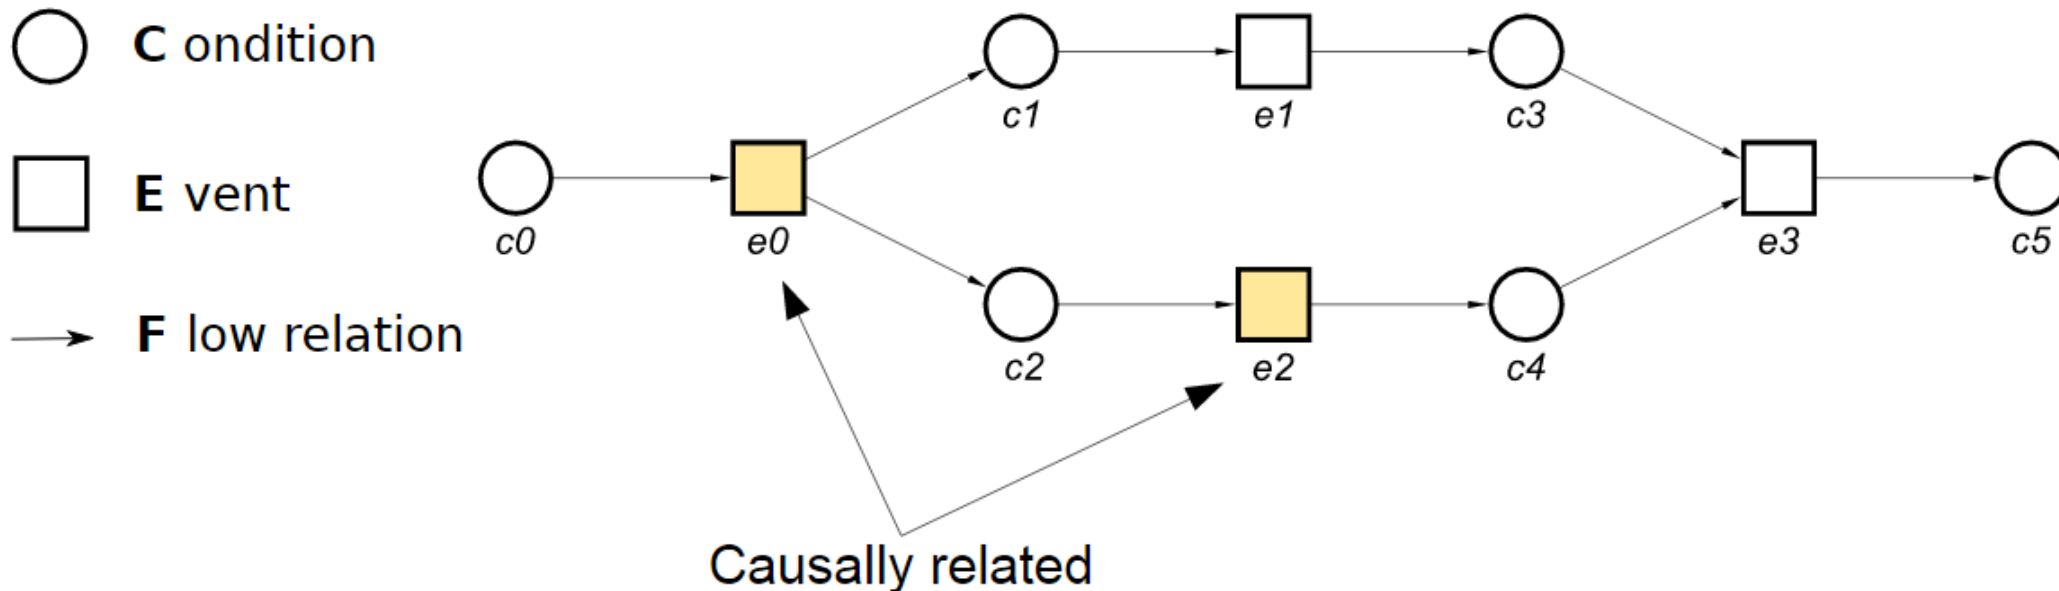 C ondition
E vent
F low relation
c1
e1
c3
c0
e0
e3
c5
c2
e2
c4
Causally related